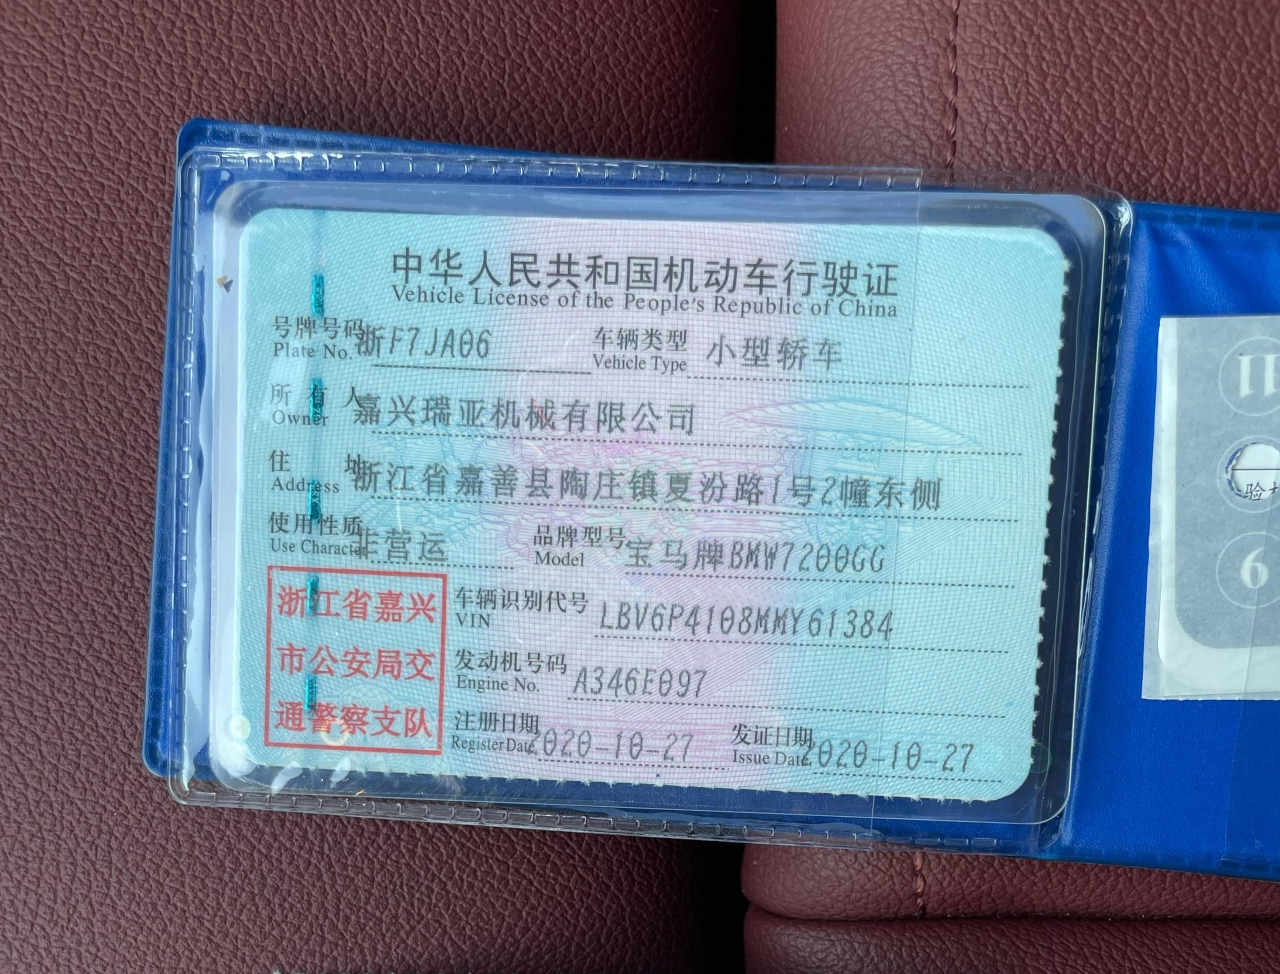 中华人民共和国机动车行驶证
Vehicle License of the People's Republic of China
号牌号码 浙F7JA06 车辆类型 小型轿车
Plate No. Vehicle Type
所有人 嘉兴瑞亚机械有限公司
Owner
住址 浙江省嘉善县陶庄镇夏汾路1号2幢东侧
Address
使用性质 非营运 品牌型号 宝马牌BMW7200GG
Use Character Model
浙江省嘉兴
市公安局交
通警察支队
车辆识别代号 LBV6P4108MMY61384
VIN
发动机号码 A346E097
Engine No.
注册日期 2020-10-27 发证日期 2020-10-27
Register Date Issue Date
11
验
9